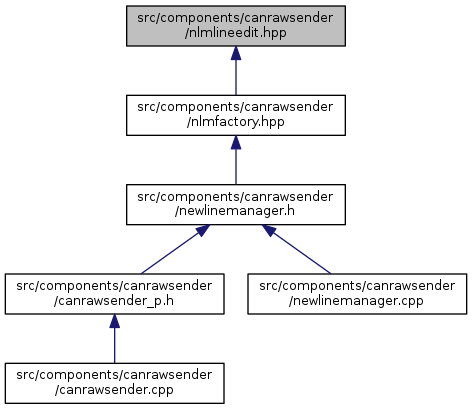 src/components/canrawsender
/nlmlineedit.hpp
src/components/canrawsender
/nlmfactory.hpp
src/components/canrawsender
/newlinemanager.h
src/components/canrawsender
/canrawsender_p.h
src/components/canrawsender
/newlinemanager.cpp
src/components/canrawsender
/canrawsender.cpp